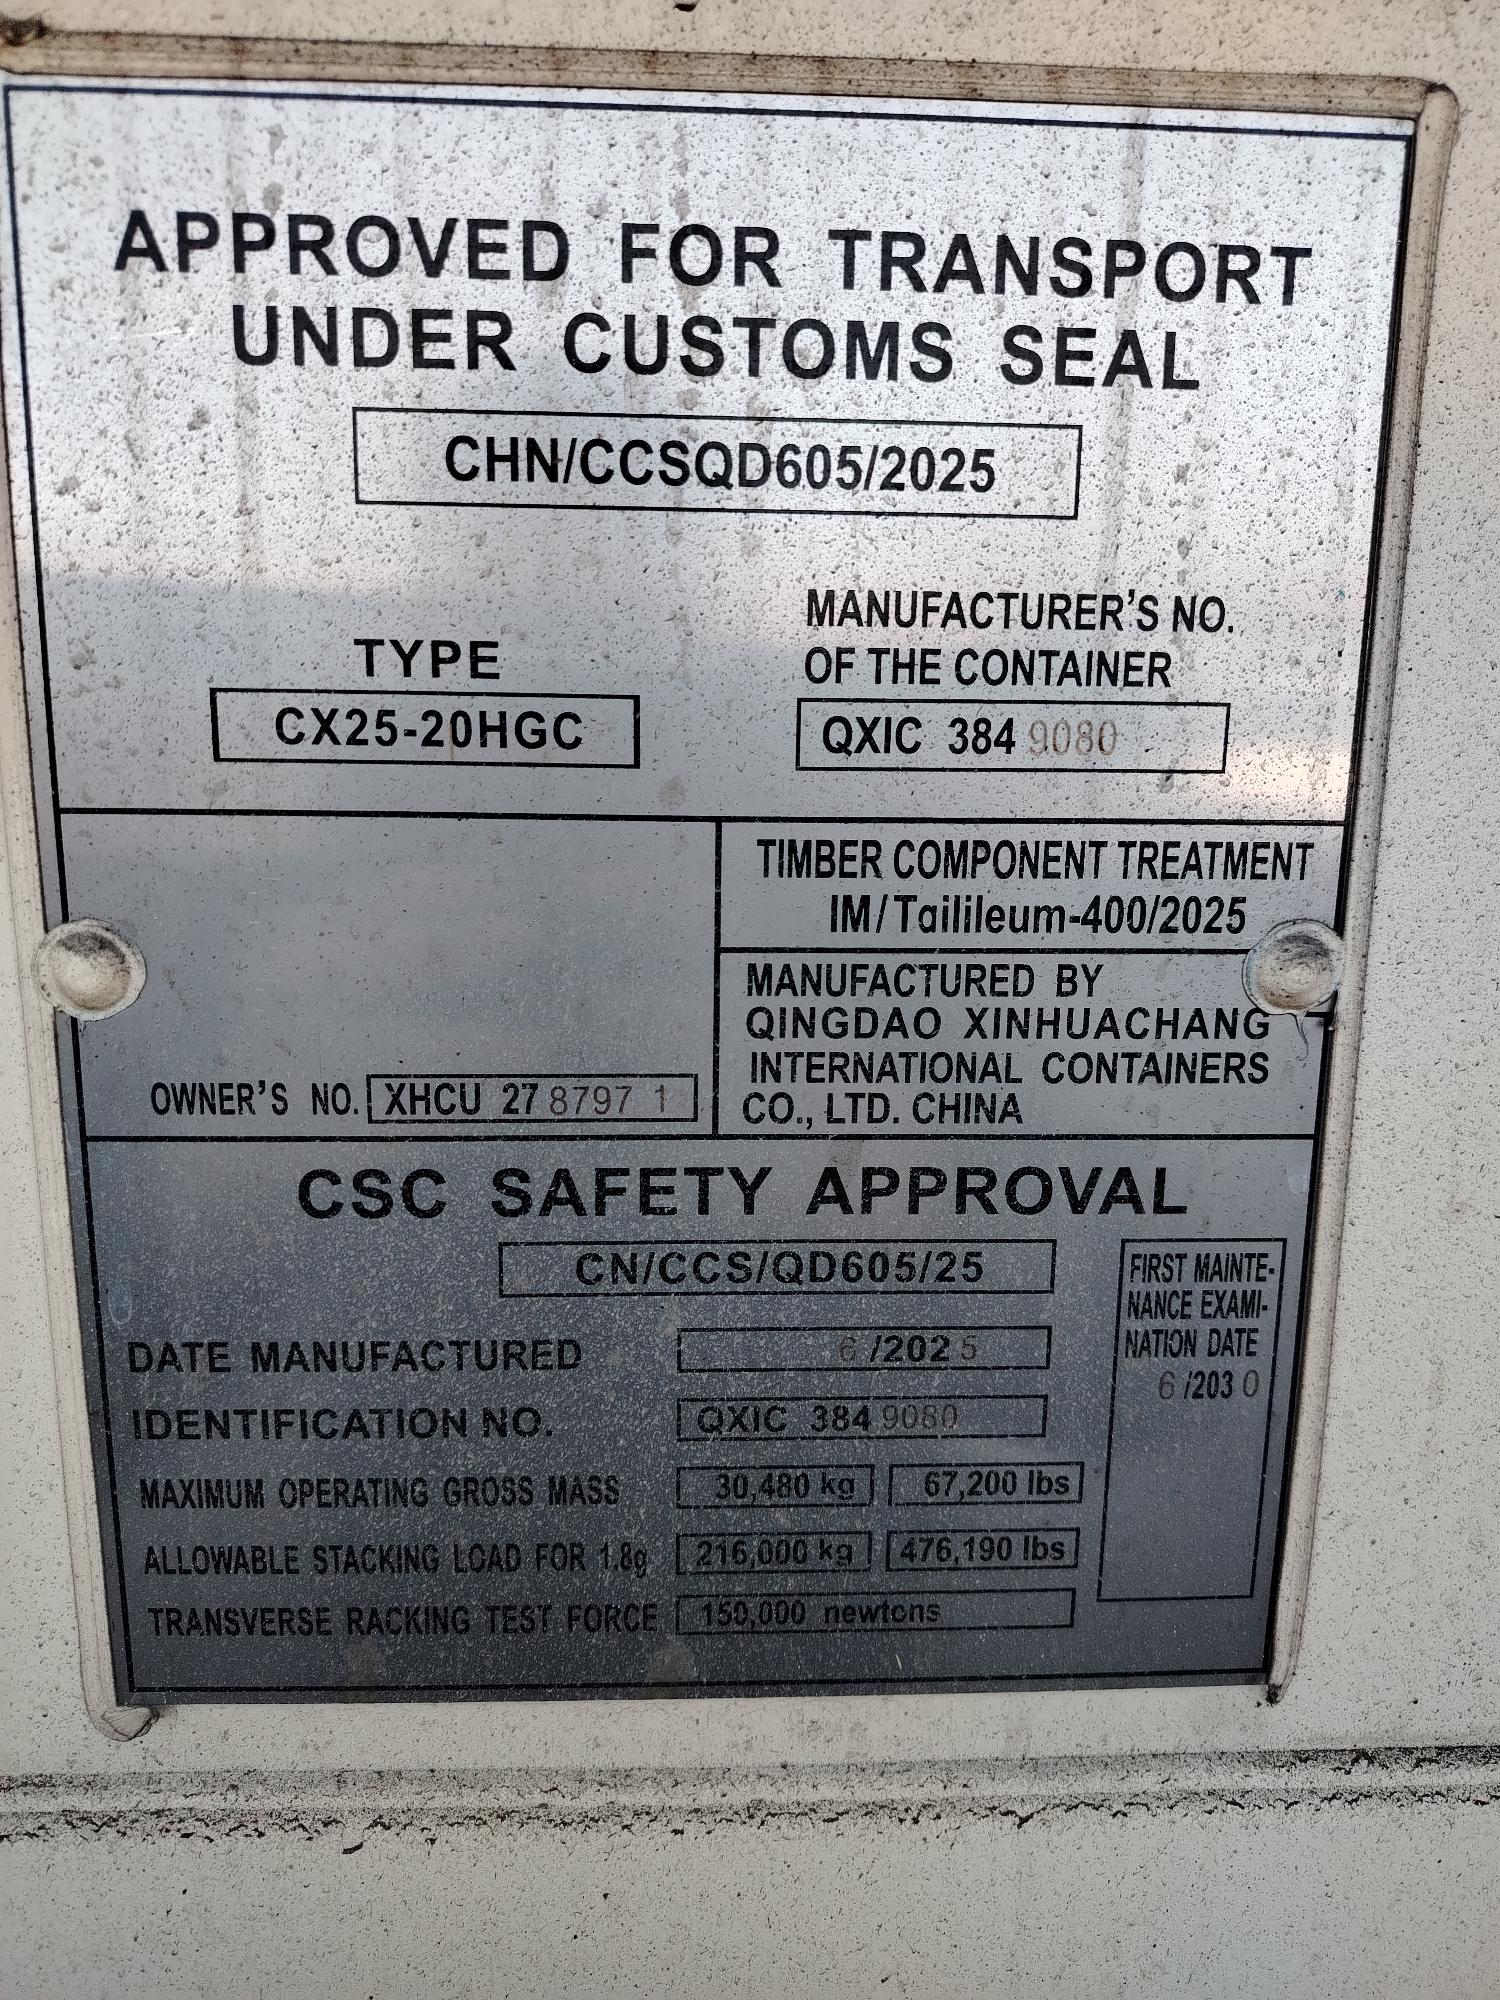 APPROVED FOR TRANSPORT
UNDER CUSTOMS SEAL
CHN/CCSQD605/2025
TYPE
CX25-20HGC
MANUFACTURER'S NO.
OF THE CONTAINER
QXIC 384 9080
TIMBER COMPONENT TREATMENT
IM/Tailileum-400/2025
MANUFACTURED BY
QINGDAO XINHUACHANG
INTERNATIONAL CONTAINERS
CO., LTD. CHINA
OWNER'S NO. XHCU 27 8797 1
CSC SAFETY APPROVAL
CN/CCS/QD605/25
DATE MANUFACTURED 6 /202 5
IDENTIFICATION NO. QXIC 384 9080
MAXIMUM OPERATING GROSS MASS 30,480 kg 67,200 lbs
ALLOWABLE STACKING LOAD FOR 1.8g 216,000 kg 476,190 lbs
TRANSVERSE RACKING TEST FORCE 150,000 newtons
FIRST MAINTE-
NANCE EXAMI-
NATION DATE
6 /203 0